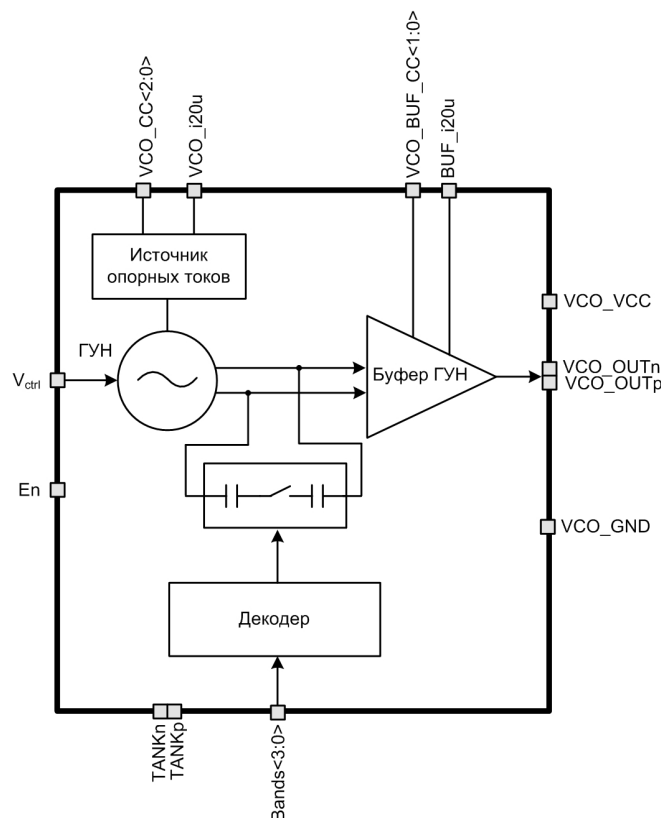 VCO_CC<2:0>
VCO_i20u
VCO_BUF_CC<1:0>
BUF_i20u
Источник
опорных токов
VCO_VCC
ГУН
Vctrl
Буфер ГУН
VCO_OUTn
VCO_OUTp
En
VCO_GND
Декодер
TANKn
TANKp
Bands<3:0>